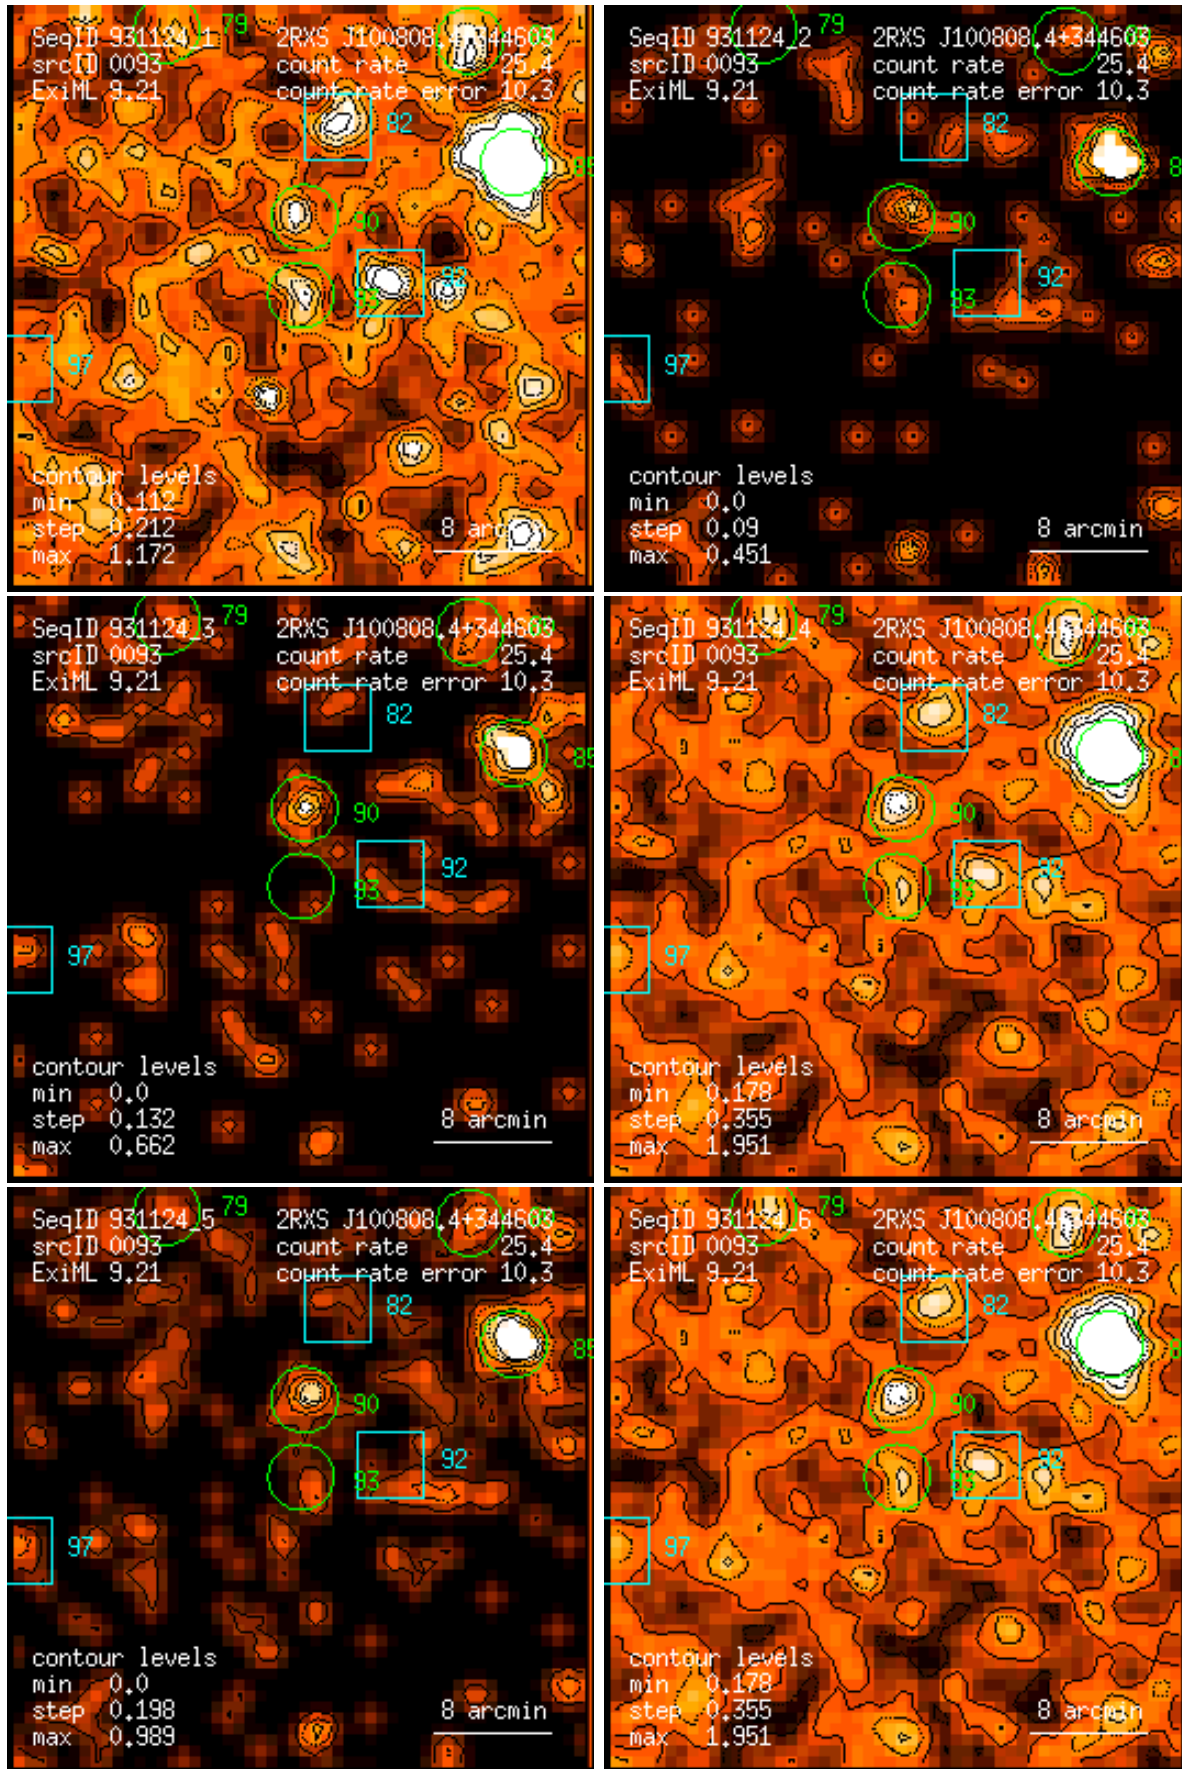 SeqID 931124_1 79 2RXS J100808.4+344603
srcID 0093 count rate 25.4
ExiML 9.21 count rate error 10.3
82
85
90
92
93
97
contour levels
min 0.112
step 0.212 8 arcmin
max 1.172
SeqID 931124_2 79 2RXS J100808.4+344603
srcID 0093 count rate 25.4
ExiML 9.21 count rate error 10.3
82
8
90
92
93
97
contour levels
min 0.0
step 0.09 8 arcmin
max 0.451
SeqID 931124_3 79 2RXS J100808.4+344603
srcID 0093 count rate 25.4
ExiML 9.21 count rate error 10.3
82
85
90
92
93
97
contour levels
min 0.0
step 0.132 8 arcmin
max 0.662
SeqID 931124_4 79 2RXS J100808.4+344603
srcID 0093 count rate 25.4
ExiML 9.21 count rate error 10.3
82
8
90
92
93
97
contour levels
min 0.178
step 0.355 8 arcmin
max 1.951
SeqID 931124_5 79 2RXS J100808.4+344603
srcID 0093 count rate 25.4
ExiML 9.21 count rate error 10.3
82
85
90
92
93
97
contour levels
min 0.0
step 0.198 8 arcmin
max 0.989
SeqID 931124_6 79 2RXS J100808.4+344603
srcID 0093 count rate 25.4
ExiML 9.21 count rate error 10.3
82
8
90
92
93
97
contour levels
min 0.178
step 0.355 8 arcmin
max 1.951